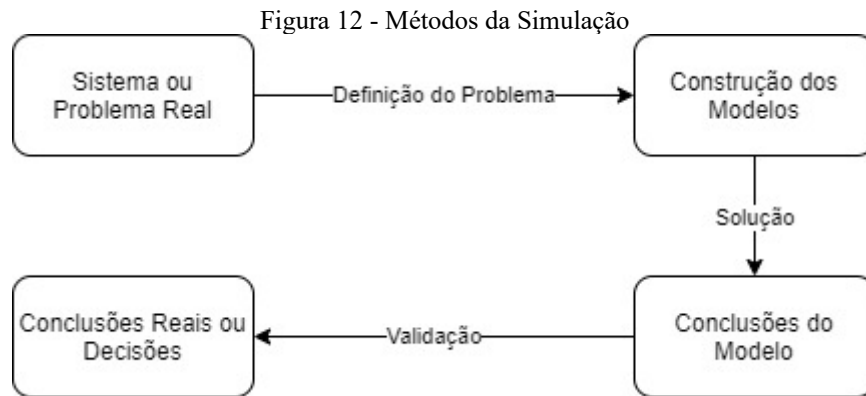 Figura 12 - Métodos da Simulação
Sistema ou
Problema Real
Definição do Problema
Construção dos
Modelos
Solução
Conclusões Reais ou
Decisões
Validação
Conclusões do
Modelo